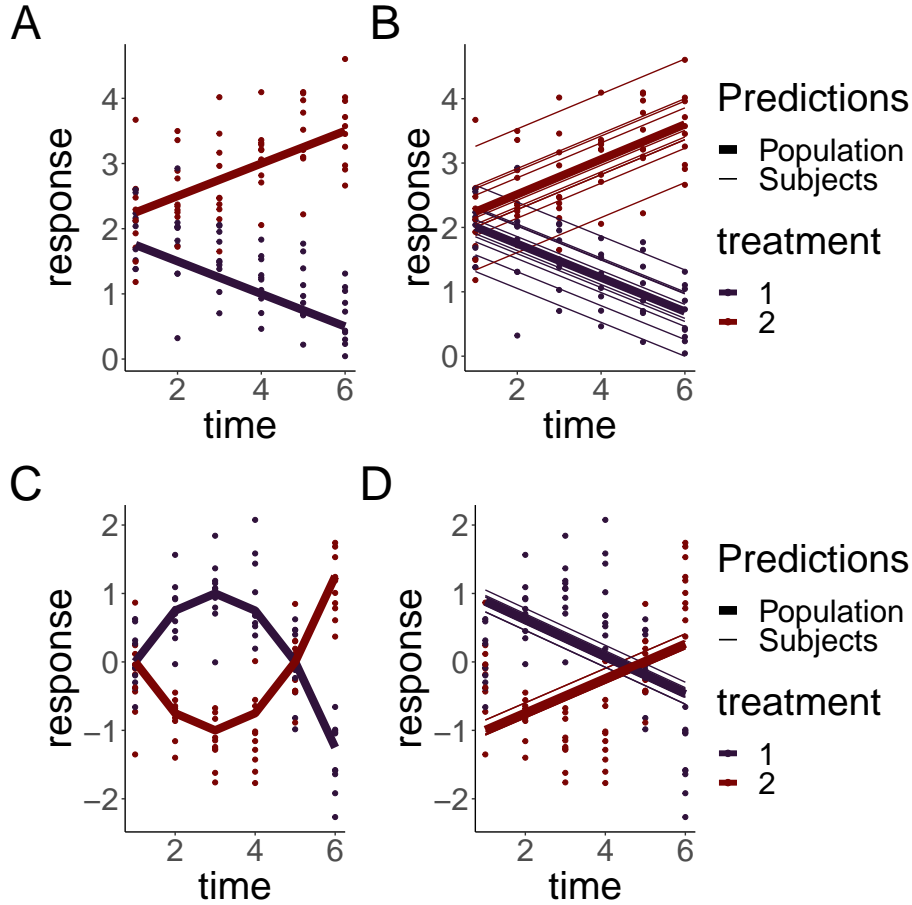 A
B
response
4
3
2
1
0
2
4
6
time
response
4
3
2
1
0
2
4
6
time
Predictions
Population
Subjects
treatment
1
2
C
D
response
2
1
0
−1
−2
2
4
6
time
response
2
1
0
−1
−2
2
4
6
time
Predictions
Population
Subjects
treatment
1
2